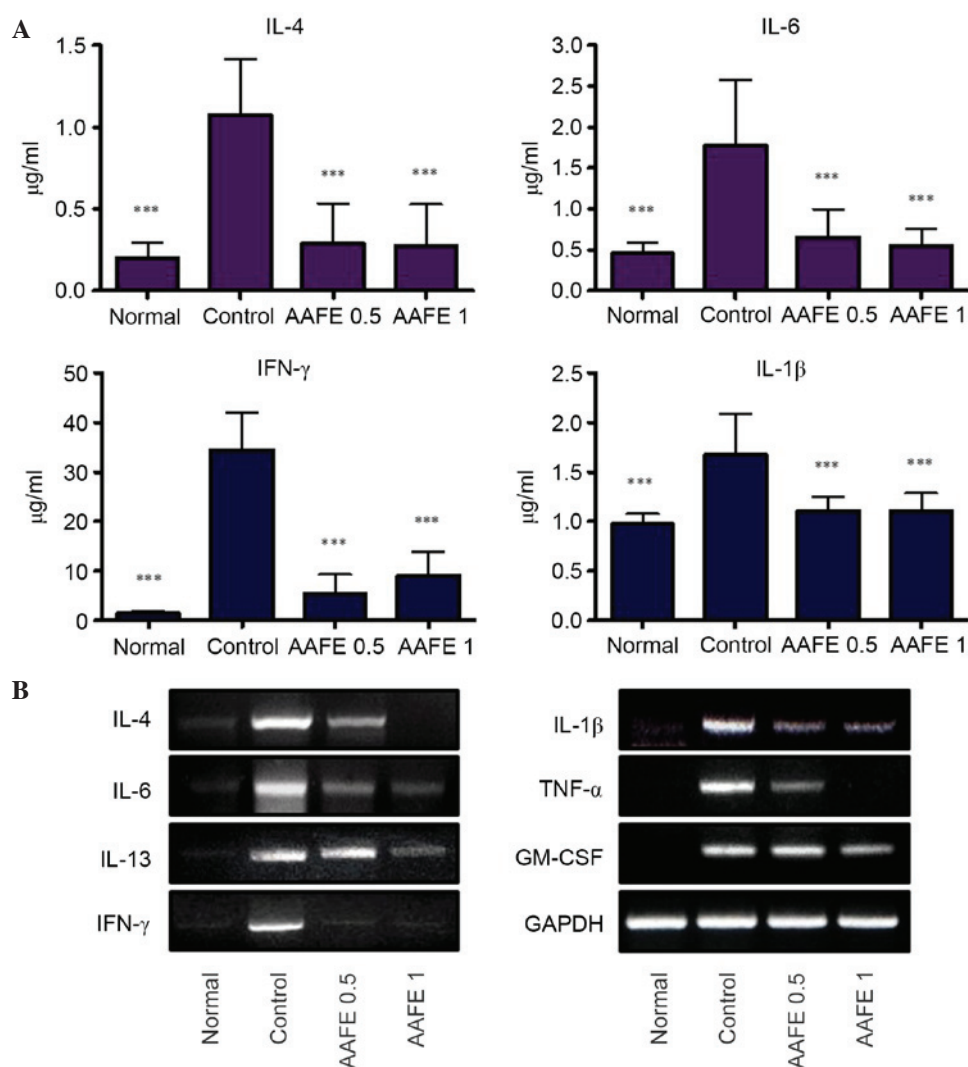 A
IL-4
1.5
1.0
0.5
0.0
µg/ml
***
***
***
Normal Control AAFE 0.5 AAFE 1
IL-6
3.0
2.5
2.0
1.5
1.0
0.5
0.0
µg/ml
***
***
***
Normal Control AAFE 0.5 AAFE 1
IFN-γ
50
40
30
20
10
0
µg/ml
***
***
***
Normal Control AAFE 0.5 AAFE 1
IL-1β
2.5
2.0
1.5
1.0
0.5
0.0
µg/ml
***
***
***
Normal Control AAFE 0.5 AAFE 1
B
IL-4
IL-6
IL-13
IFN-γ
Normal
Control
AAFE 0.5
AAFE 1
IL-1β
TNF-α
GM-CSF
GAPDH
Normal
Control
AAFE 0.5
AAFE 1